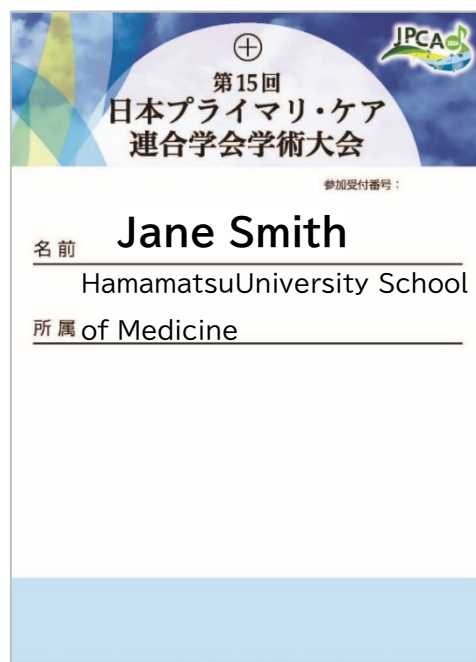 JPCA
第15回
日本プライマリ・ケア
連合学会学術大会
参加受付番号:
名前 Jane Smith
HamamatsuUniversity School
所属 of Medicine